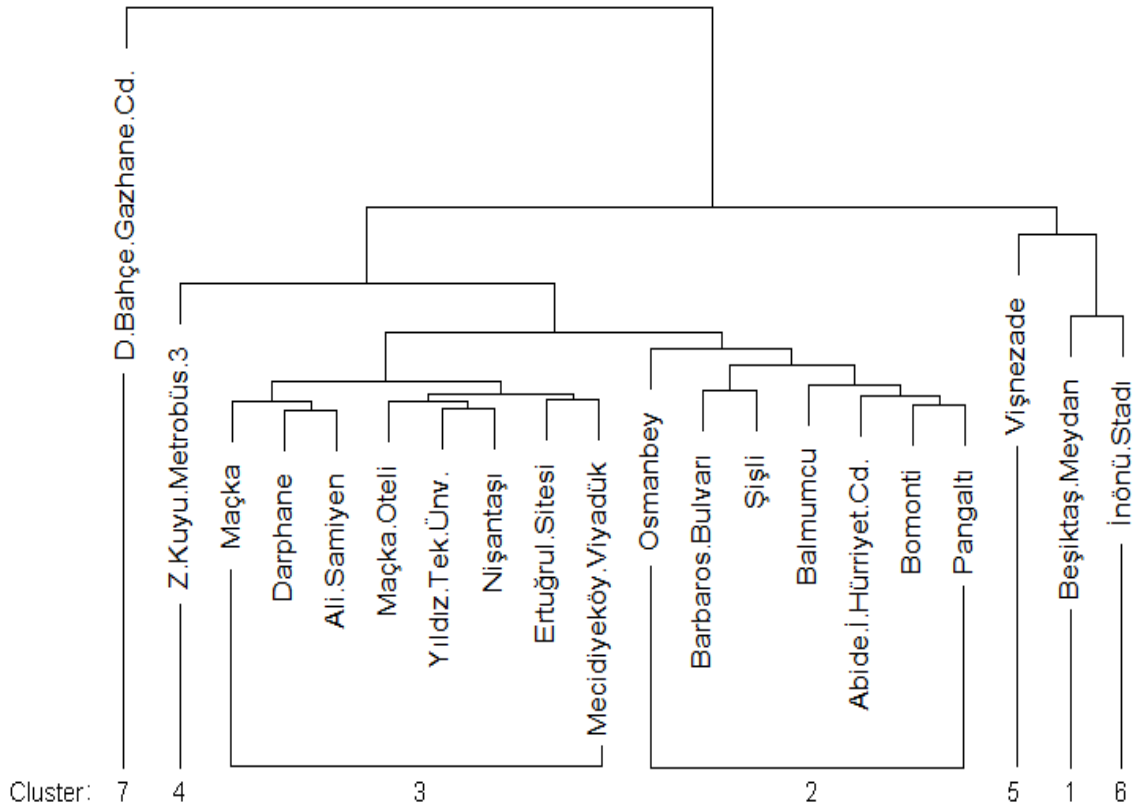 D.Bahçe.Gazhane.Cd.
Z.Kuyu.Metrobüs.3
Maçka
Darphane
Ali.Samiyen
Maçka.Oteli
Yıldız.Tek.Ünv.
Nişantaşı
Ertuğrul.Sitesi
Mecidiyeköy.Viyadük
Osmanbey
Barbaros.Bulvarı
Şişli
Balmumcu
Abide.İ.Hürriyet.Cd.
Bomonti
Pangaltı
Vişnezade
Beşiktaş.Meydan
İnönü.Stadı
Cluster: 7 4 3 2 5 1 6